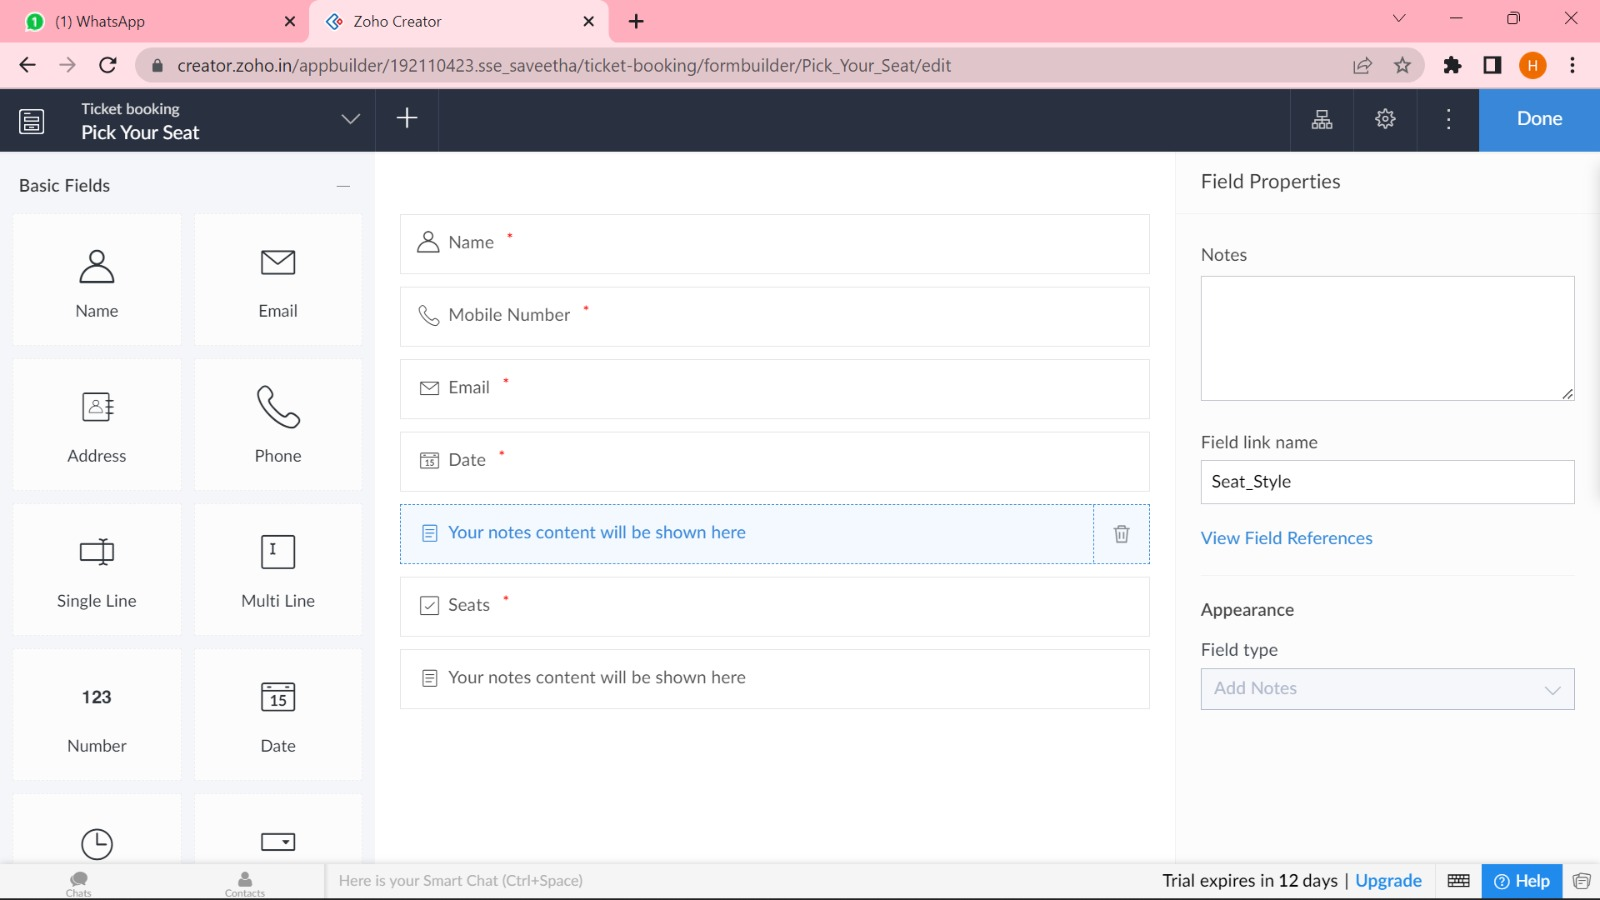 1 (1) WhatsApp
Zoho Creator
creator.zoho.in/appbuilder/192110423.sse_saveetha/ticket-booking/formbuilder/Pick_Your_Seat/edit
H
Ticket booking
Pick Your Seat
Done
Basic Fields
Name
Email
Address
Phone
Single Line
I
Multi Line
123
Number
15
Date
Name *
Mobile Number *
Email *
15 Date *
Your notes content will be shown here
Seats *
Your notes content will be shown here
Field Properties
Notes
Field link name
Seat_Style
View Field References
Appearance
Field type
Add Notes
Chats
Contacts
Here is your Smart Chat (Ctrl+Space)
Trial expires in 12 days | Upgrade
? Help